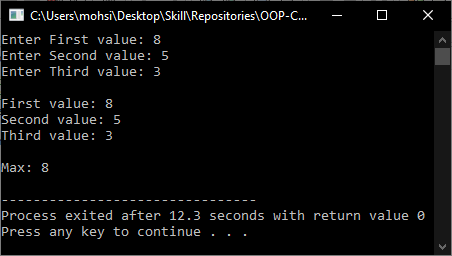 C:\Users\mohsi\Desktop\Skill\Repositories\OOP-C...
Enter First value: 8
Enter Second value: 5
Enter Third value: 3
First value: 8
Second value: 5
Third value: 3
Max: 8
--------------------------------
Process exited after 12.3 seconds with return value 0
Press any key to continue . . .